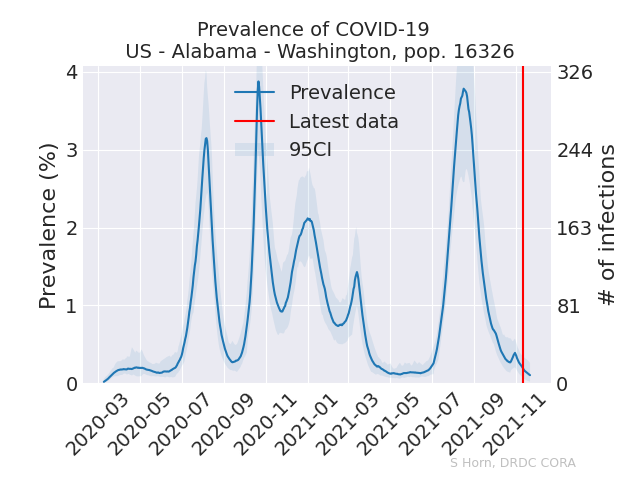 Prevalence of COVID-19
US - Alabama - Washington, pop. 16326
Prevalence (%)
4
3
2
1
0
326
244
163
81
0
# of infections
Prevalence
Latest data
95CI
2020-03
2020-05
2020-07
2020-09
2020-11
2021-01
2021-03
2021-05
2021-07
2021-09
2021-11
S Horn, DRDC CORA